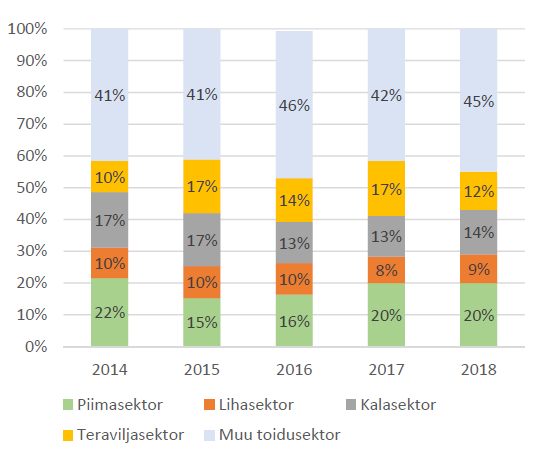 100%
90%
80%
70%
60%
50%
40%
30%
20%
10%
0%
41% 41% 46% 42% 45%
10% 17% 14% 17% 12%
17% 17% 13% 13% 14%
10% 10% 10% 8% 9%
22% 15% 16% 20% 20%
2014 2015 2016 2017 2018
Piimasektor Lihasektor Kalasektor
Teraviljasektor Muu toidusektor